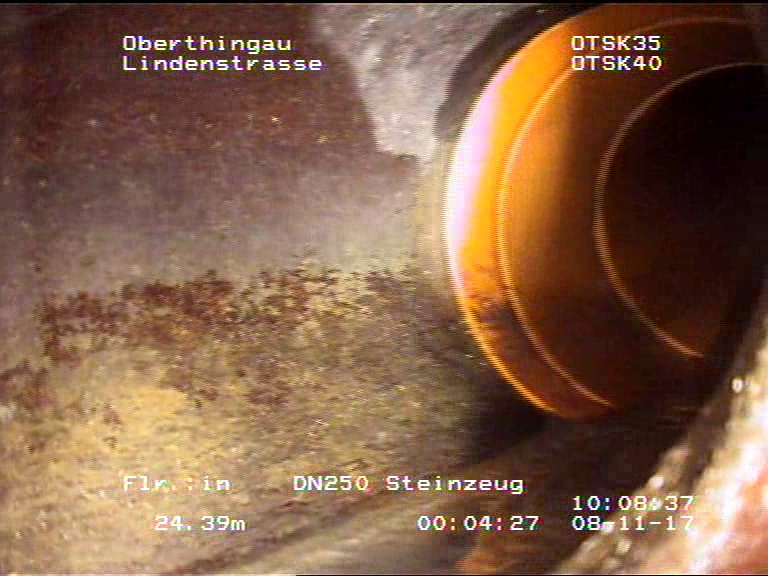 Oberthingau OTSK35
Lindenstrasse OTSK40
Flr.:in DN250 Steinzeug
10:08:37
24.39m 00:04:27 08-11-17